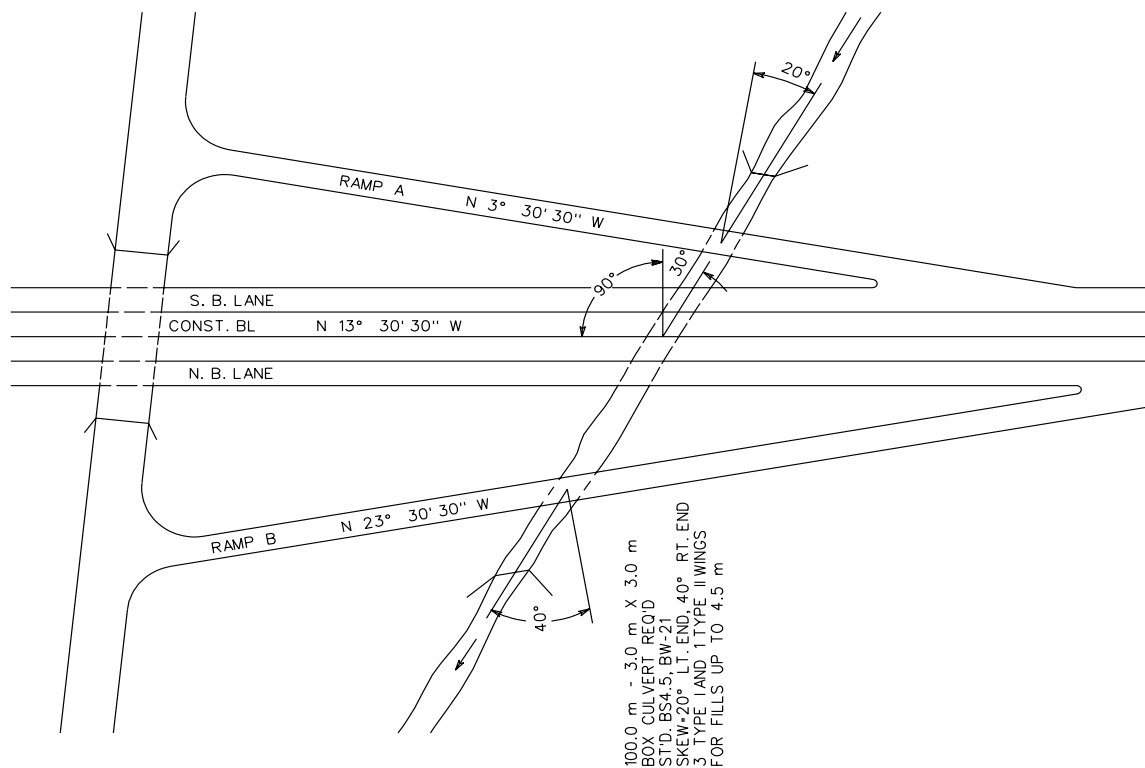 20°
RAMP A
N 3° 30' 30" W
30°
90°
S. B. LANE
CONST. BL
N 13° 30' 30" W
N. B. LANE
N 23° 30' 30" W
RAMP B
40°
100.0 m - 3.0 m X 3.0 m
BOX CULVERT REQ'D
ST'D. BS4.5, BW-21
SKEW=20° LT. END, 40° RT. END
3 TYPE I AND 1 TYPE II WINGS
FOR FILLS UP TO 4.5 m